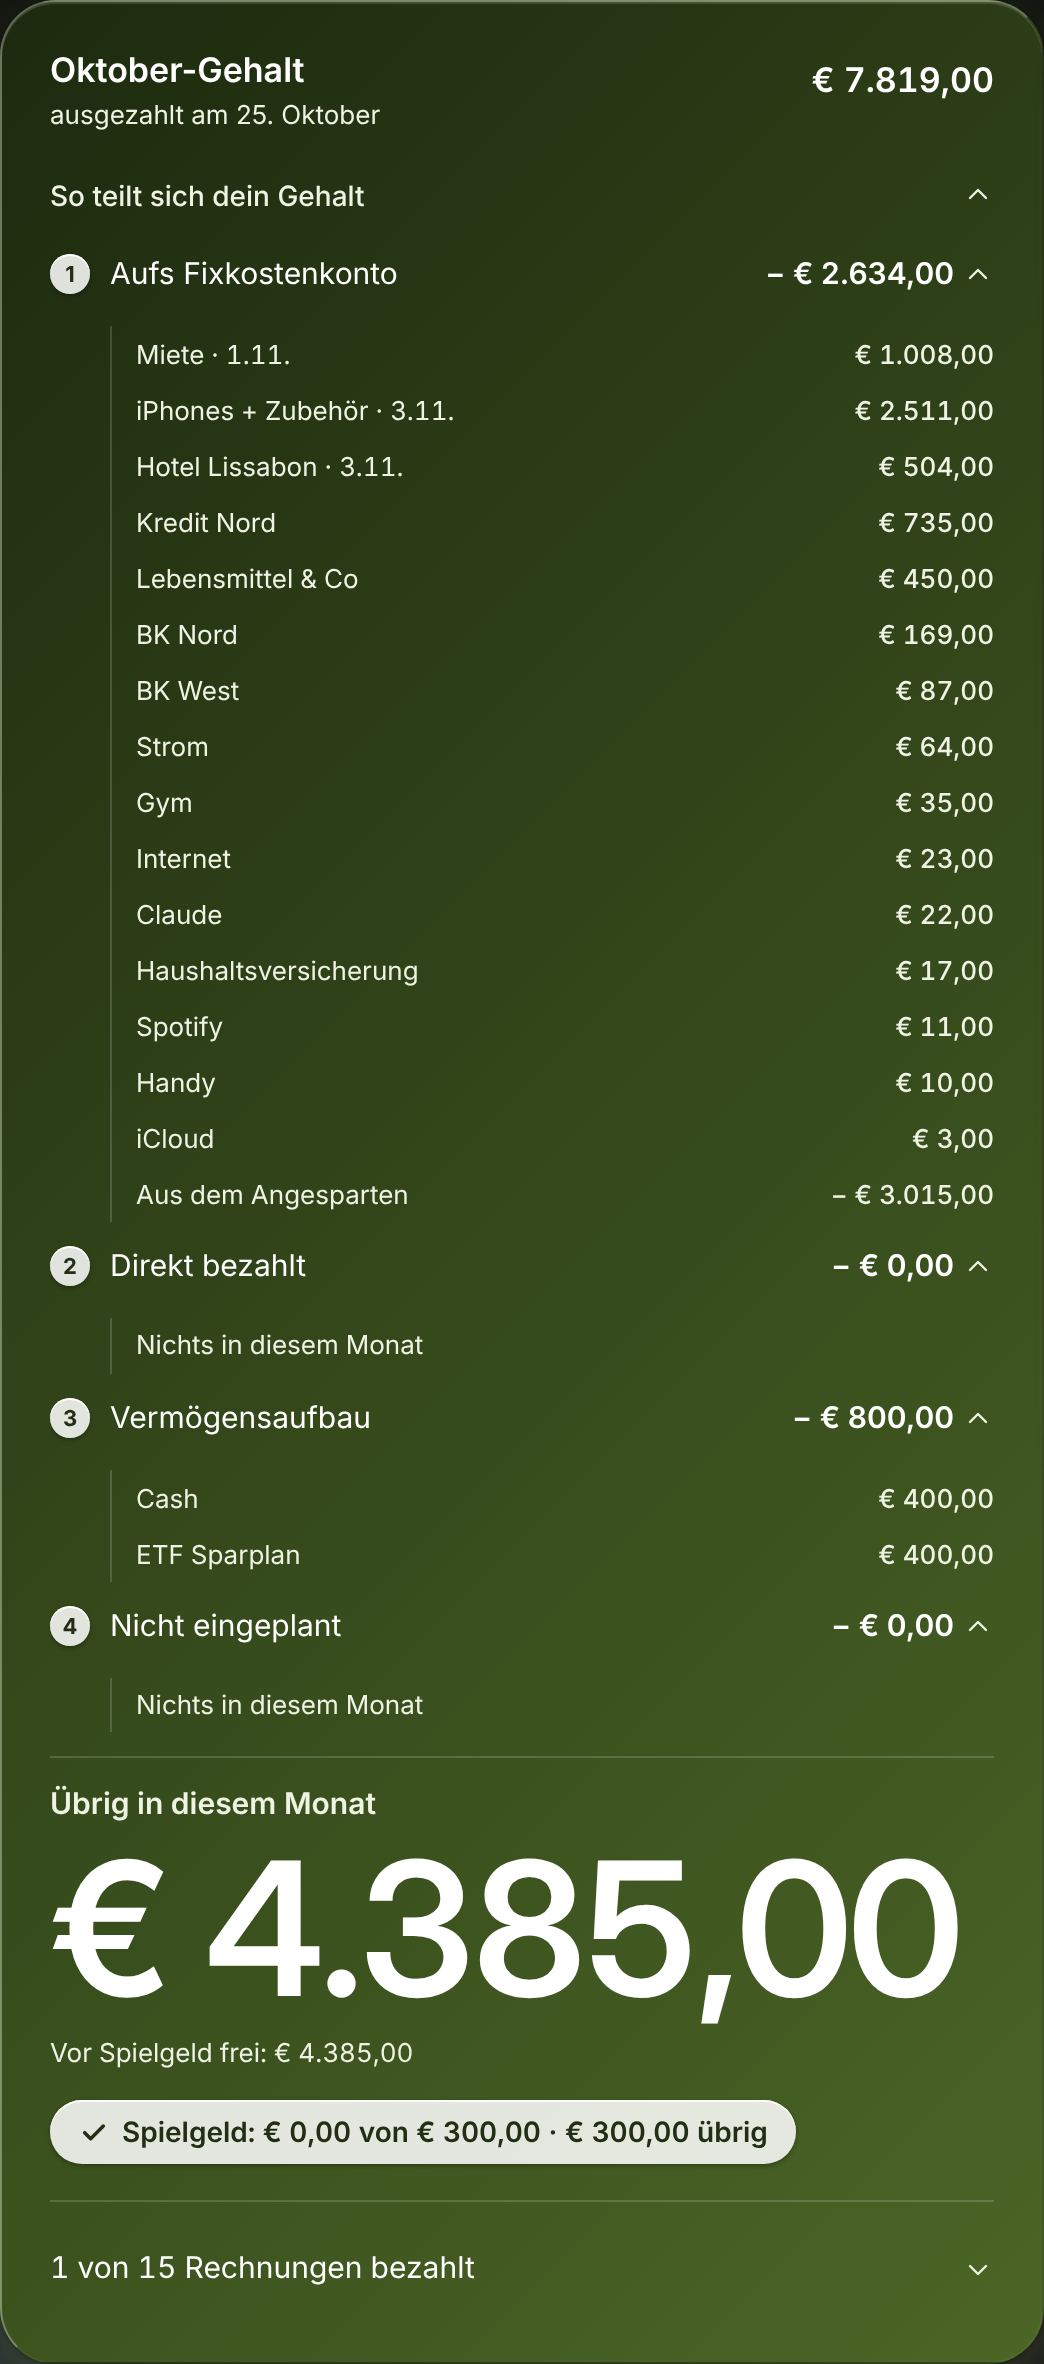 Oktober-Gehalt
€ 7.819,00
ausgezahlt am 25. Oktober
So teilt sich dein Gehalt
1 Aufs Fixkostenkonto – € 2.634,00
Miete · 1.11. € 1.008,00
iPhones + Zubehör · 3.11. € 2.511,00
Hotel Lissabon · 3.11. € 504,00
Kredit Nord € 735,00
Lebensmittel & Co € 450,00
BK Nord € 169,00
BK West € 87,00
Strom € 64,00
Gym € 35,00
Internet € 23,00
Claude € 22,00
Haushaltsversicherung € 17,00
Spotify € 11,00
Handy € 10,00
iCloud € 3,00
Aus dem Angesparten – € 3.015,00
2 Direkt bezahlt – € 0,00
Nichts in diesem Monat
3 Vermögensaufbau – € 800,00
Cash € 400,00
ETF Sparplan € 400,00
4 Nicht eingeplant – € 0,00
Nichts in diesem Monat
Übrig in diesem Monat
€ 4.385,00
Vor Spielgeld frei: € 4.385,00
Spielgeld: € 0,00 von € 300,00 · € 300,00 übrig
1 von 15 Rechnungen bezahlt